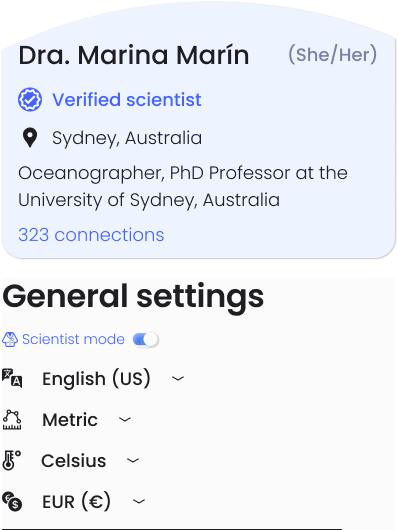 Dra. Marina Marín (She/Her)
Verified scientist
Sydney, Australia
Oceanographer, PhD Professor at the
University of Sydney, Australia
323 connections
General settings
Scientist mode
English (US)
Metric
Celsius
EUR (€)